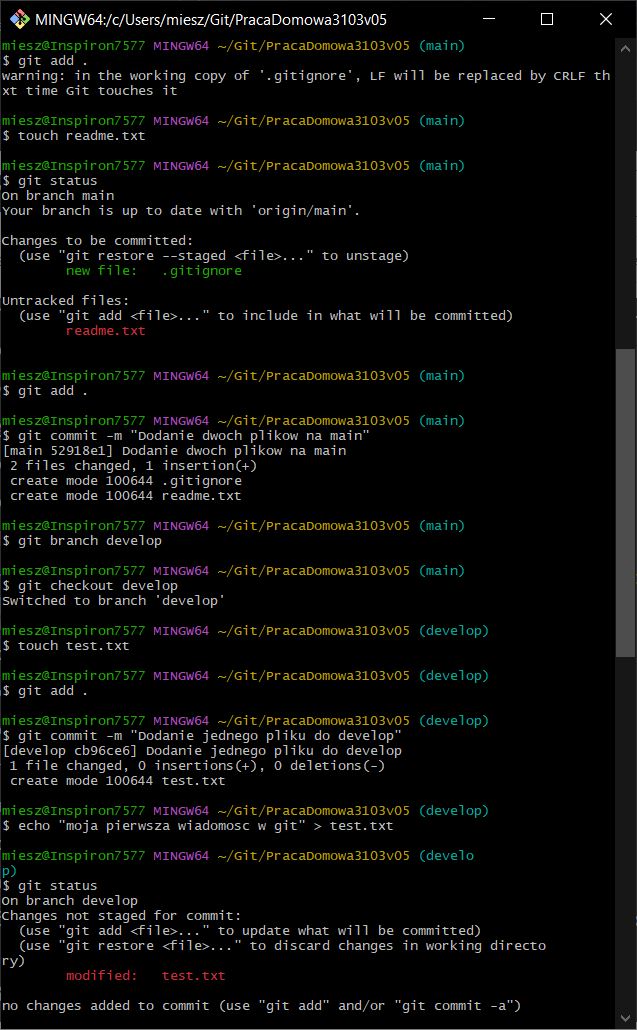 MINGW64:/c/Users/miesz/Git/PracaDomowa3103v05
miesz@Inspiron7577 MINGW64 ~/Git/PracaDomowa3103v05 (main)
$ git add .
warning: in the working copy of '.gitignore', LF will be replaced by CRLF th
xt time Git touches it
miesz@Inspiron7577 MINGW64 ~/Git/PracaDomowa3103v05 (main)
$ touch readme.txt
miesz@Inspiron7577 MINGW64 ~/Git/PracaDomowa3103v05 (main)
$ git status
On branch main
Your branch is up to date with 'origin/main'.
Changes to be committed:
  (use "git restore --staged <file>..." to unstage)
        new file:   .gitignore
Untracked files:
  (use "git add <file>..." to include in what will be committed)
        readme.txt
miesz@Inspiron7577 MINGW64 ~/Git/PracaDomowa3103v05 (main)
$ git add .
miesz@Inspiron7577 MINGW64 ~/Git/PracaDomowa3103v05 (main)
$ git commit -m "Dodanie dwoch plikow na main"
[main 52918e1] Dodanie dwoch plikow na main
 2 files changed, 1 insertion(+)
 create mode 100644 .gitignore
 create mode 100644 readme.txt
miesz@Inspiron7577 MINGW64 ~/Git/PracaDomowa3103v05 (main)
$ git branch develop
miesz@Inspiron7577 MINGW64 ~/Git/PracaDomowa3103v05 (main)
$ git checkout develop
Switched to branch 'develop'
miesz@Inspiron7577 MINGW64 ~/Git/PracaDomowa3103v05 (develop)
$ touch test.txt
miesz@Inspiron7577 MINGW64 ~/Git/PracaDomowa3103v05 (develop)
$ git add .
miesz@Inspiron7577 MINGW64 ~/Git/PracaDomowa3103v05 (develop)
$ git commit -m "Dodanie jednego pliku do develop"
[develop cb96ce6] Dodanie jednego pliku do develop
 1 file changed, 0 insertions(+), 0 deletions(-)
 create mode 100644 test.txt
miesz@Inspiron7577 MINGW64 ~/Git/PracaDomowa3103v05 (develop)
$ echo "moja pierwsza wiadomosc w git" > test.txt
miesz@Inspiron7577 MINGW64 ~/Git/PracaDomowa3103v05 (develo
p)
$ git status
On branch develop
Changes not staged for commit:
  (use "git add <file>..." to update what will be committed)
  (use "git restore <file>..." to discard changes in working directo
ry)
        modified:   test.txt
no changes added to commit (use "git add" and/or "git commit -a")